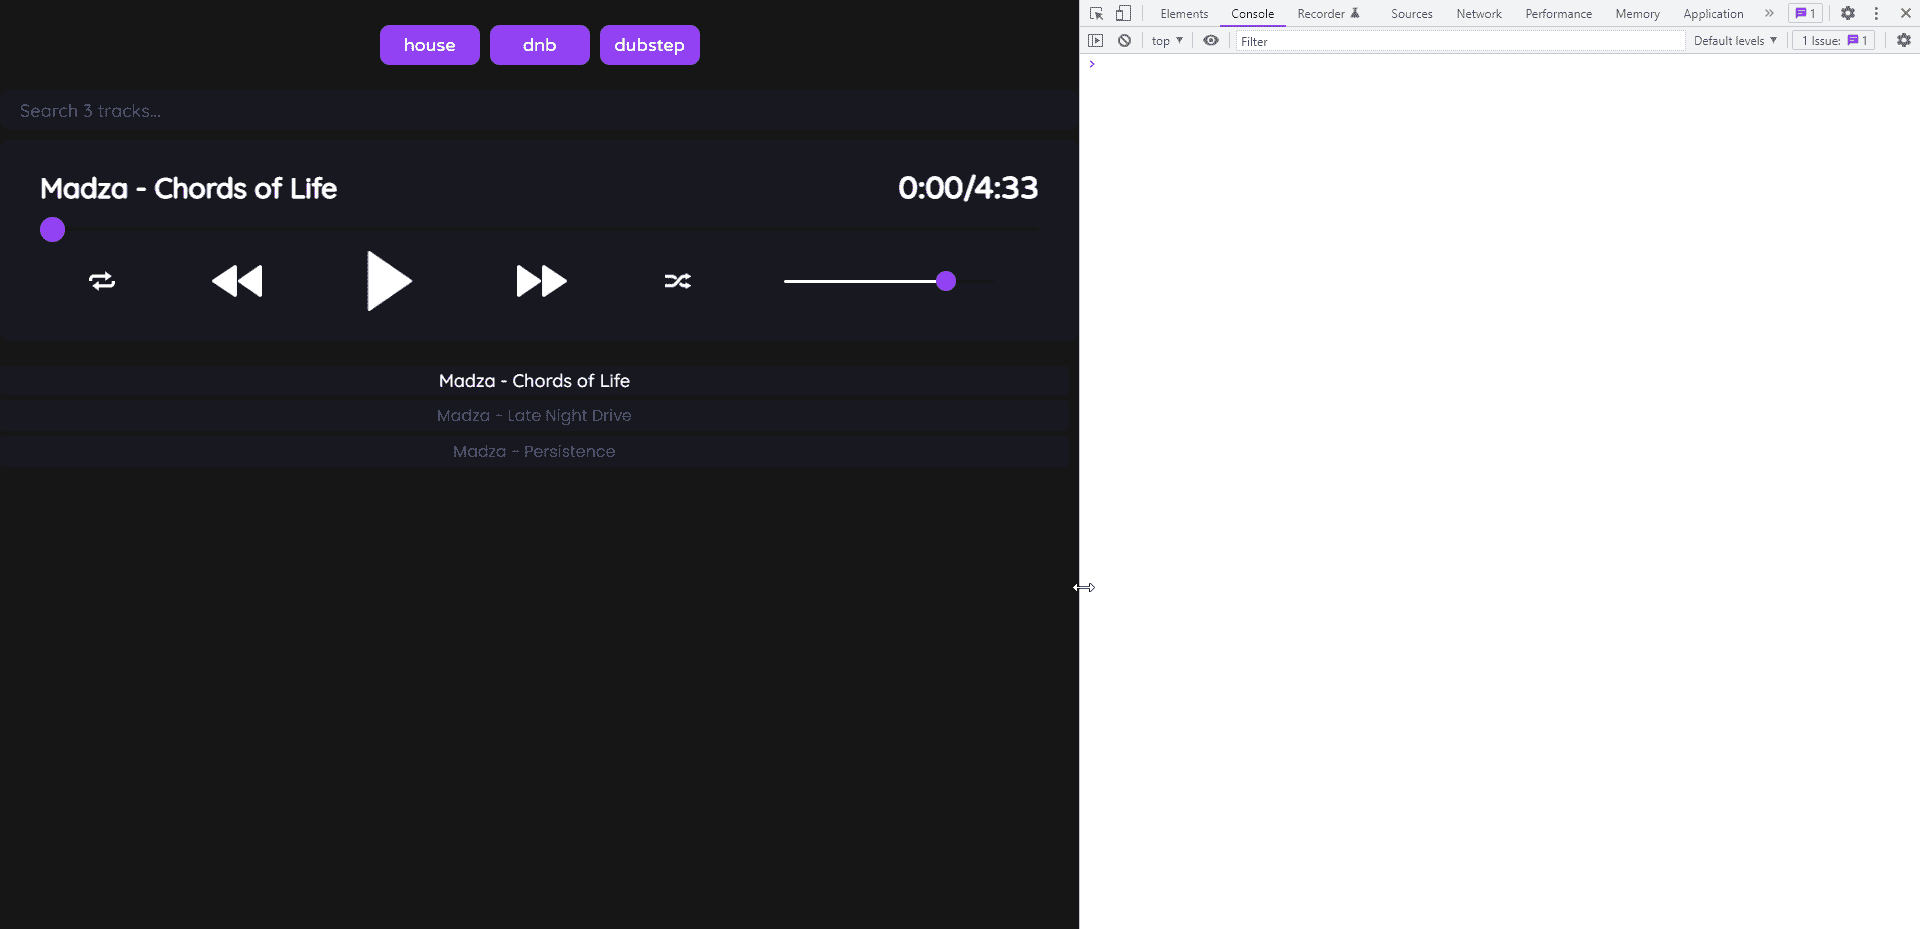 house dnb dubstep
Search 3 tracks...
Madza - Chords of Life 0:00/4:33
Madza - Chords of Life
Madza - Late Night Drive
Madza - Persistence
Elements Console Recorder Sources Network Performance Memory Application » 1
top Filter Default levels 1 Issue: 1